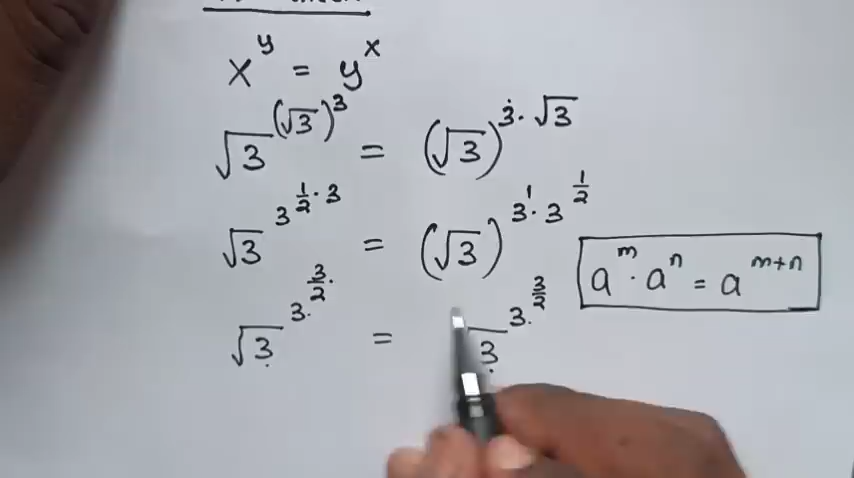 x^y = y^x
√3^(√3)^3 = (√3)^{3·√3}
√3^{3^{1/2·3}} = (√3)^{3^1·3^{1/2}}
a^m · a^n = a^{m+n}
√3^{3^{3/2}} = √3^{3^{3/2}}